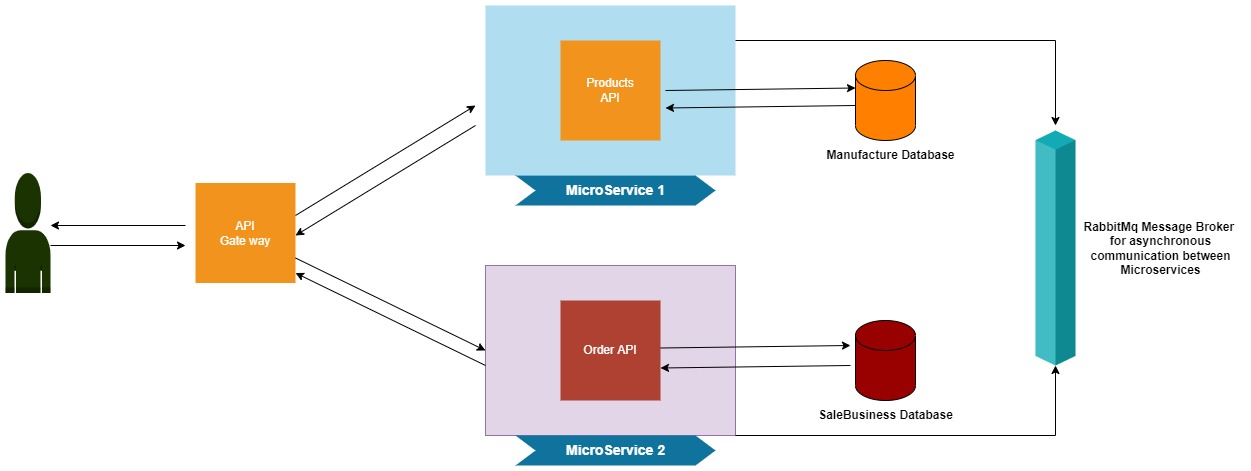 Products
API
Manufacture Database
MicroService 1
API
Gate way
RabbitMq Message Broker
for asynchronous
communication between
Microservices
Order API
SaleBusiness Database
MicroService 2